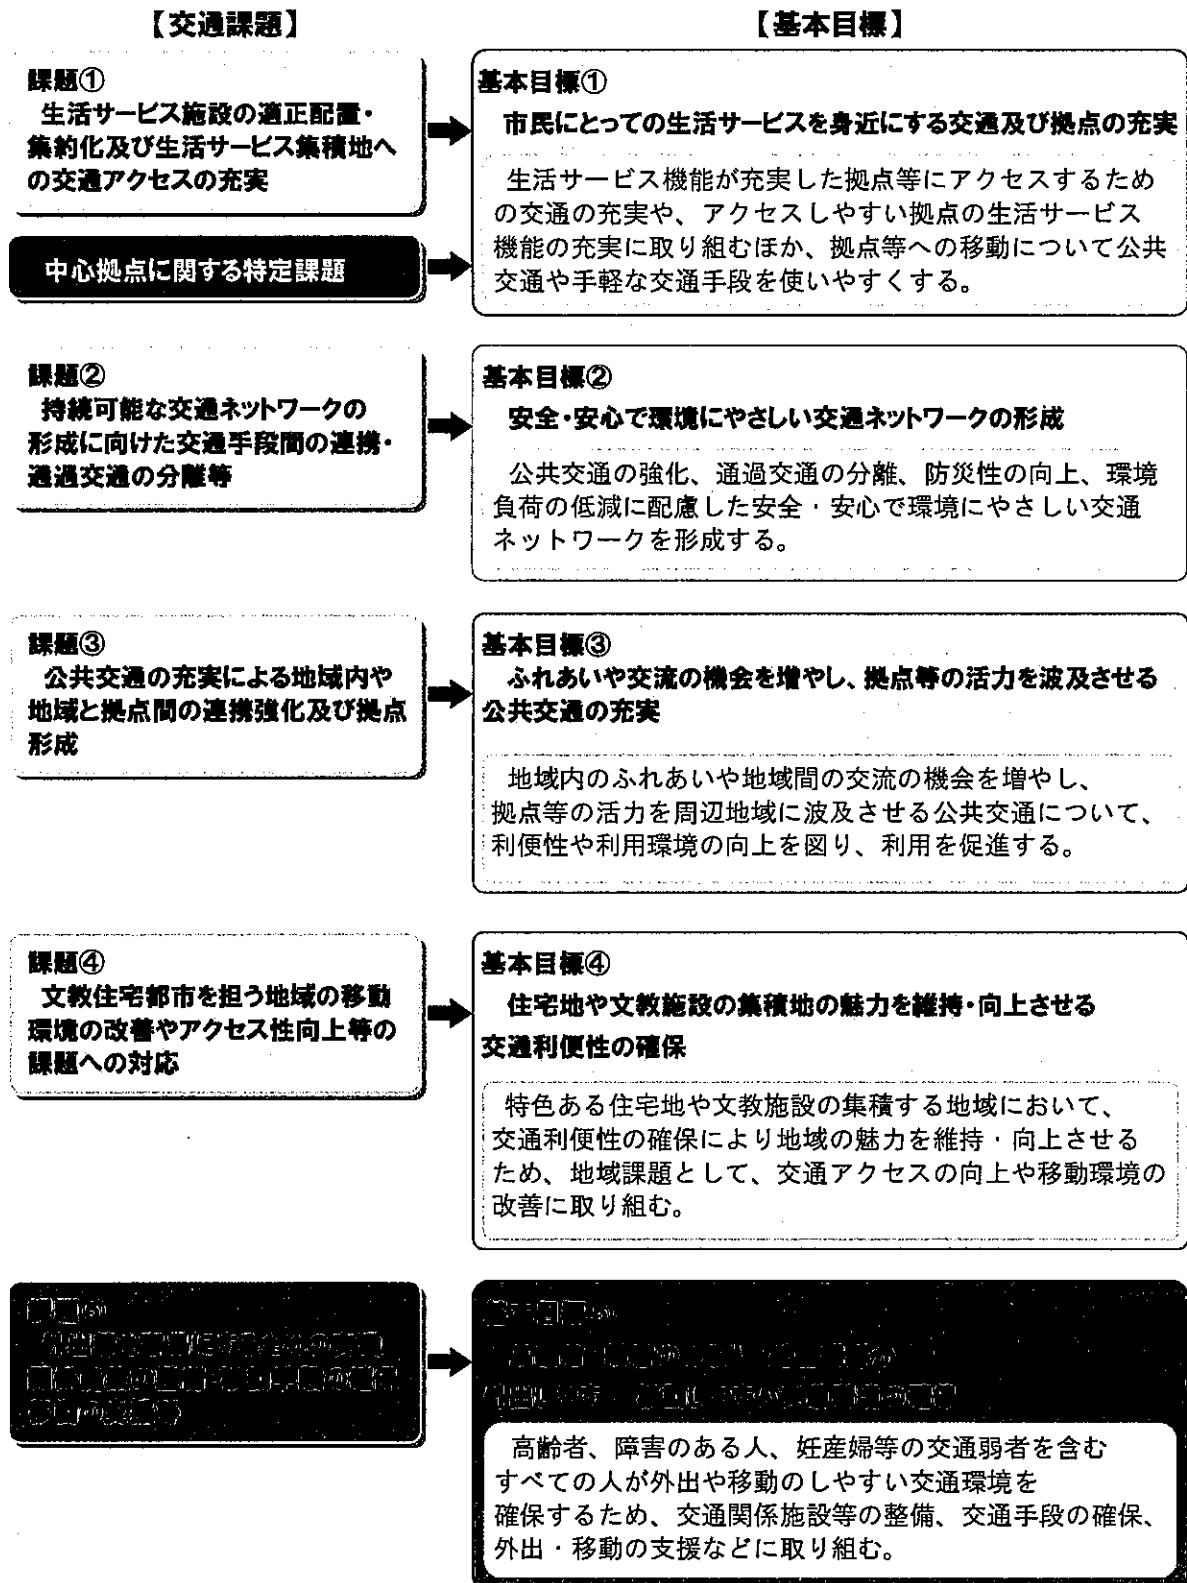 【交通課題】
【基本目標】
課題①
生活サービス施設の適正配置・
集約化及び生活サービス集積地へ
の交通アクセスの充実
中心拠点に関する特定課題
基本目標①
市民にとっての生活サービスを身近にする交通及び拠点の充実
生活サービス機能が充実した拠点等にアクセスするため
の交通の充実や、アクセスしやすい拠点の生活サービス
機能の充実に取り組むほか、拠点等への移動について公共
交通や手軽な交通手段を使いやすくする。
課題②
持続可能な交通ネットワークの
形成に向けた交通手段間の連携・
通過交通の分離等
基本目標②
安全・安心で環境にやさしい交通ネットワークの形成
公共交通の強化、通過交通の分離、防災性の向上、環境
負荷の低減に配慮した安全・安心で環境にやさしい交通
ネットワークを形成する。
課題③
公共交通の充実による地域内や
地域と拠点間の連携強化及び拠点
形成
基本目標③
ふれあいや交流の機会を増やし、拠点等の活力を波及させる
公共交通の充実
地域内のふれあいや地域間の交流の機会を増やし、
拠点等の活力を周辺地域に波及させる公共交通について、
利便性や利用環境の向上を図り、利用を促進する。
課題④
文教住宅都市を担う地域の移動
環境の改善やアクセス性向上等の
課題への対応
基本目標④
住宅地や文教施設の集積地の魅力を維持・向上させる
交通利便性の確保
特色ある住宅地や文教施設の集積する地域において、
交通利便性の確保により地域の魅力を維持・向上させる
ため、地域課題として、交通アクセスの向上や移動環境の
改善に取り組む。
高齢者、障害のある人、妊産婦等の交通弱者を含む
すべての人が外出や移動のしやすい交通環境を
確保するため、交通関係施設等の整備、交通手段の確保、
外出・移動の支援などに取り組む。